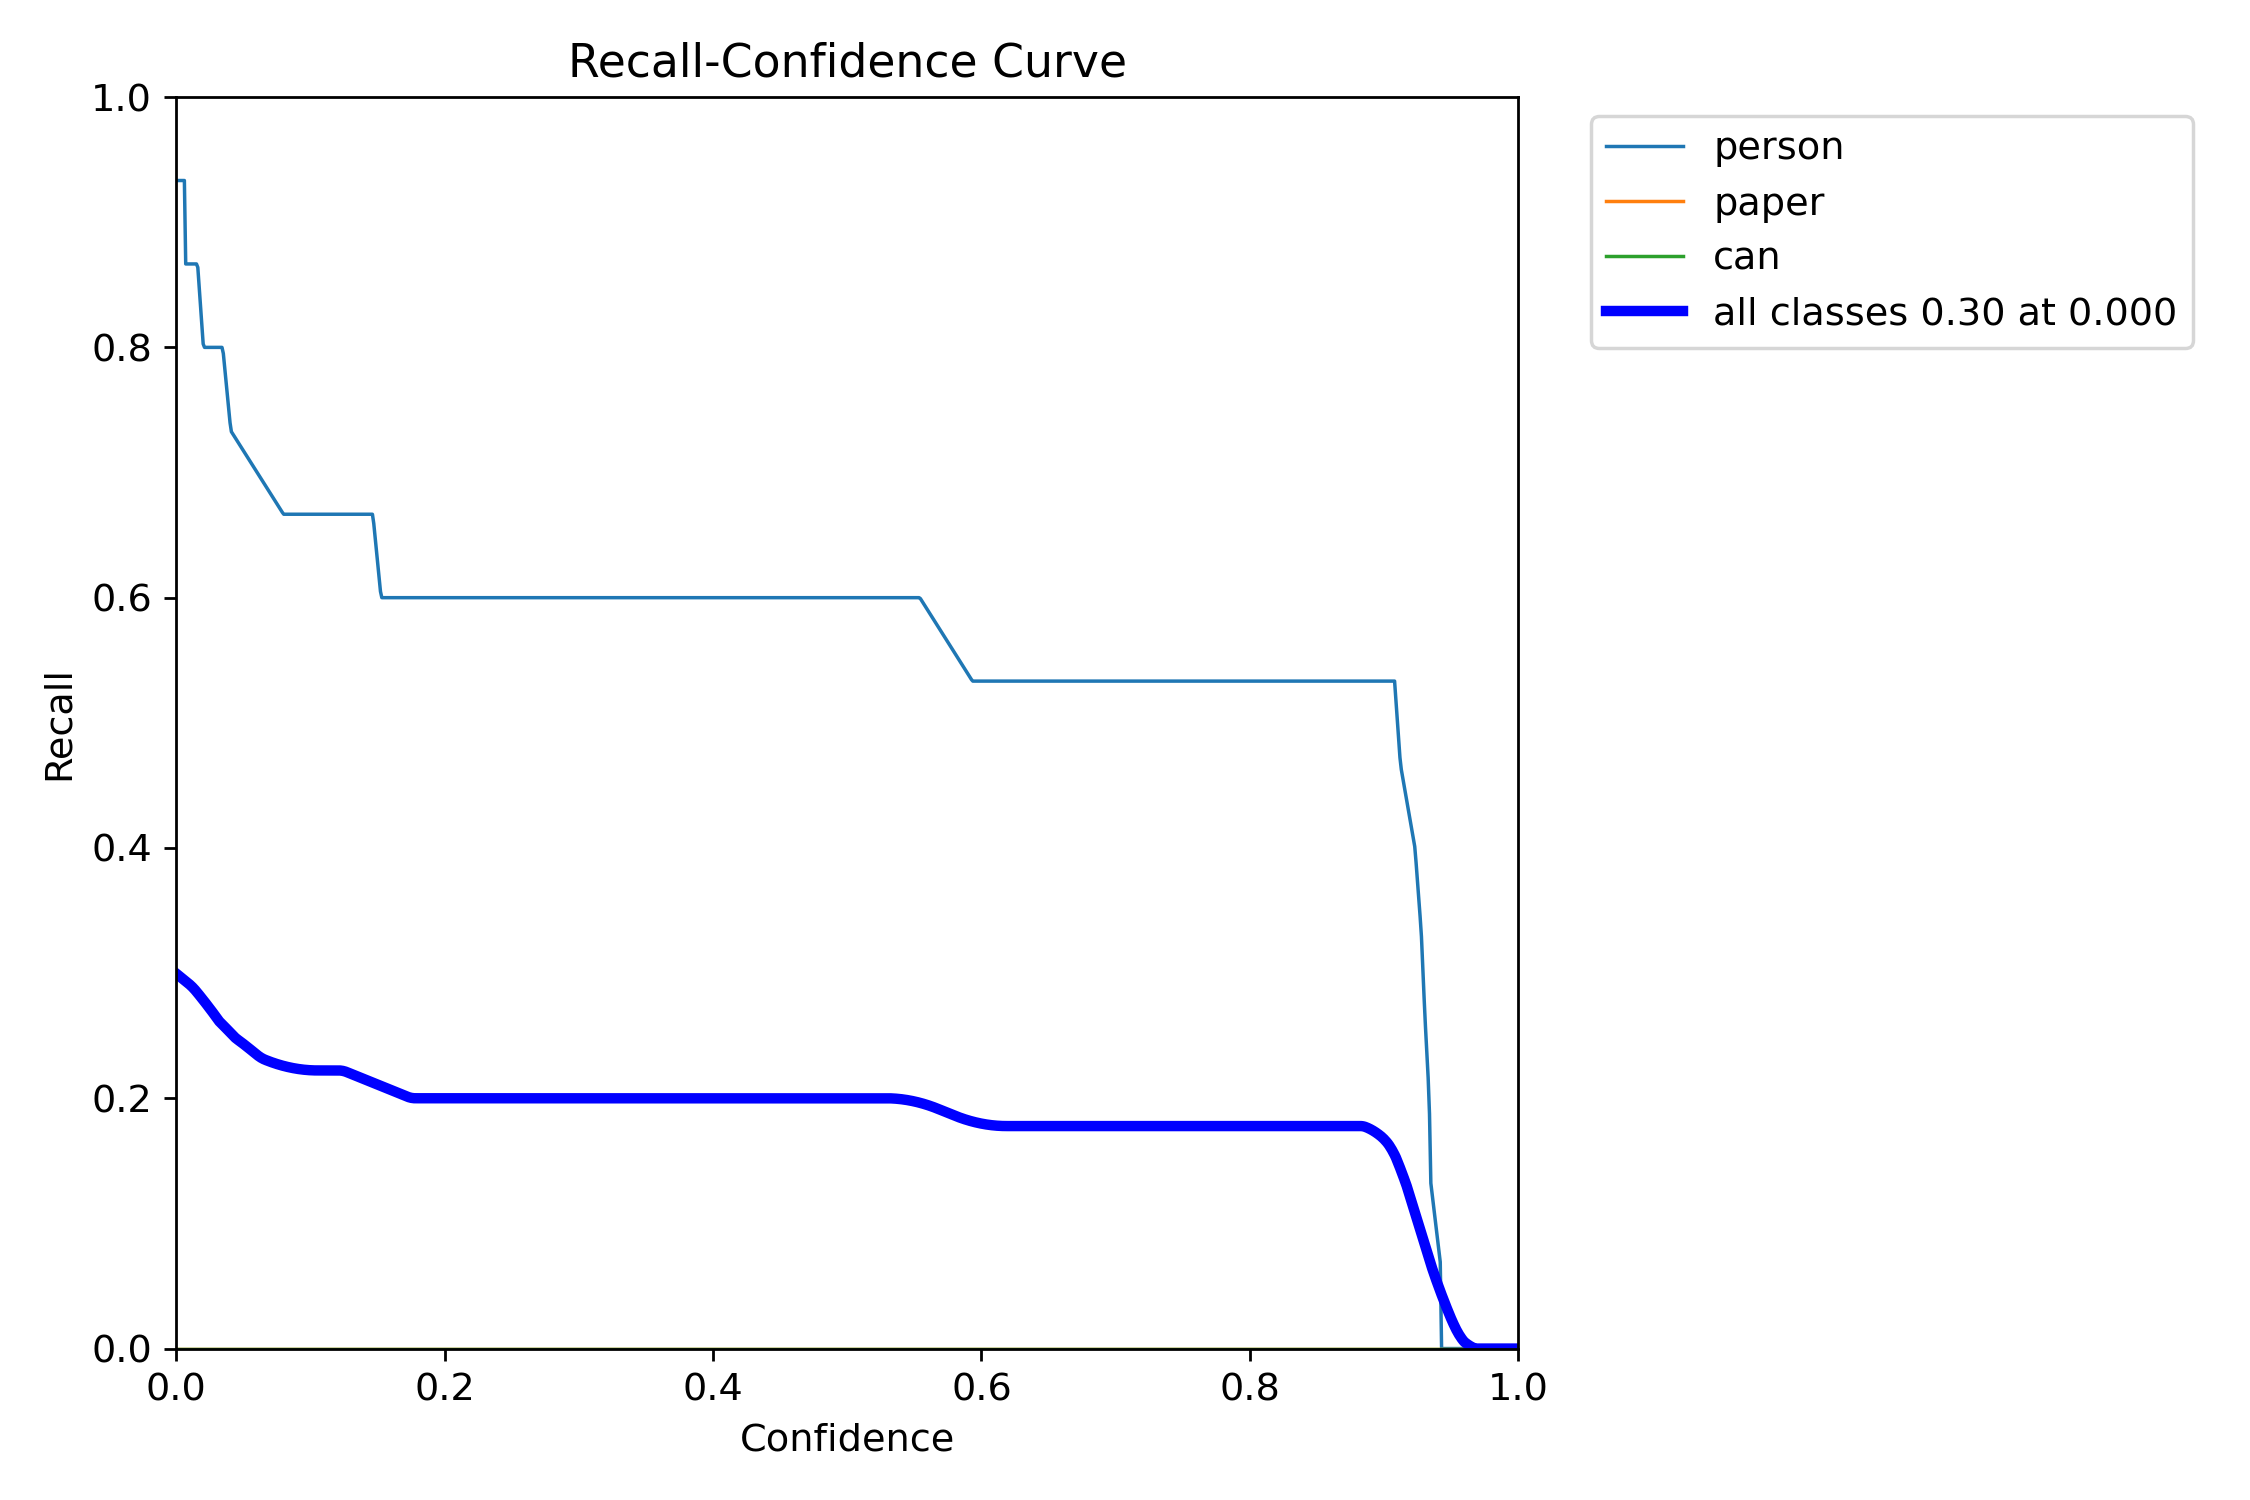 Recall-Confidence Curve
1.0
0.8
0.6
0.4
0.2
0.0
Recall
0.0 0.2 0.4 0.6 0.8 1.0
Confidence
person
paper
can
all classes 0.30 at 0.000